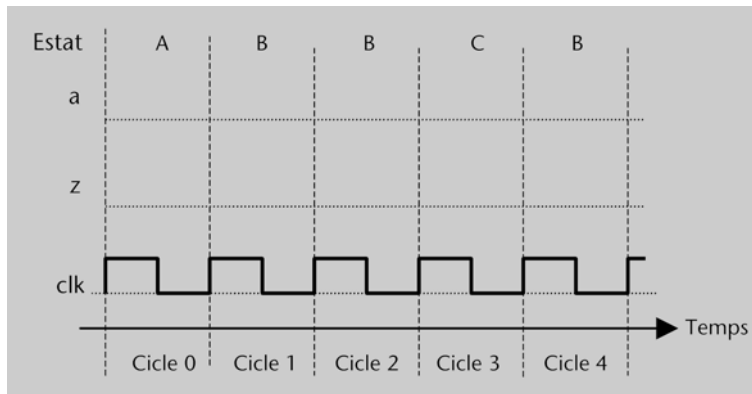 Estat A B B C B
a
z
clk
Temps
Cicle 0 Cicle 1 Cicle 2 Cicle 3 Cicle 4